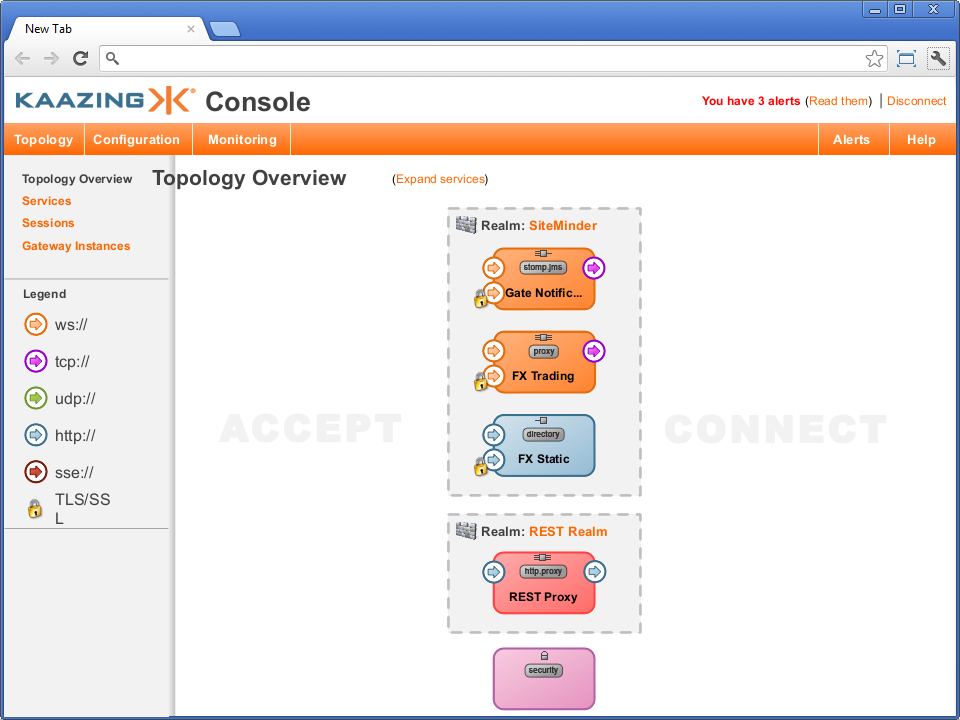 New Tab
KAAZING Console
You have 3 alerts (Read them) | Disconnect
Topology Configuration Monitoring Alerts Help
Topology Overview
Services
Sessions
Gateway Instances
Legend
ws://
tcp://
udp://
http://
sse://
TLS/SS
L
Topology Overview (Expand services)
Realm: SiteMinder
stomp.jms
Gate Notific...
proxy
FX Trading
ACCEPT
CONNECT
directory
FX Static
Realm: REST Realm
http.proxy
REST Proxy
security